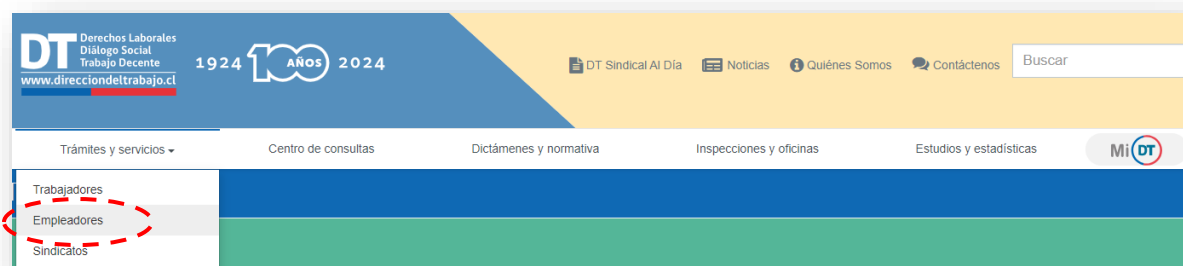 DT Derechos Laborales
Diálogo Social
Trabajo Decente
www.direcciondeltrabajo.cl
1924 100 AÑOS 2024
DT Sindical Al Día Noticias Quiénes Somos Contáctenos Buscar
Trámites y servicios Centro de consultas Dictámenes y normativa Inspecciones y oficinas Estudios y estadísticas Mi DT
Trabajadores
Empleadores
Sindicatos